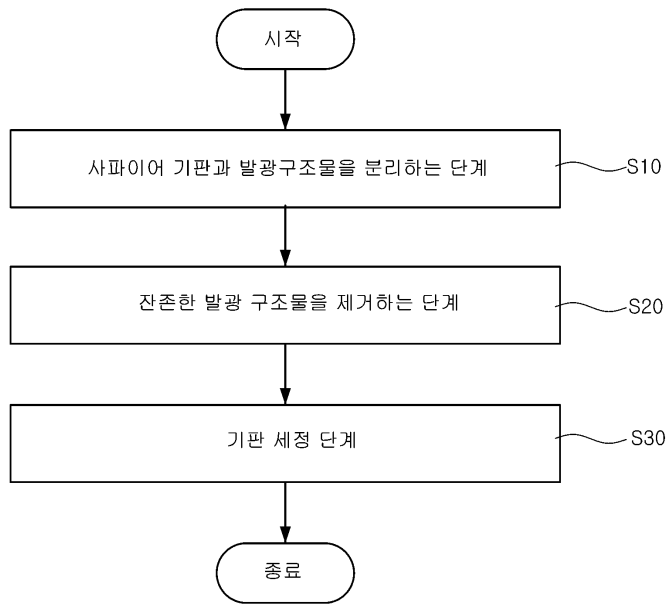 시작
사파이어 기판과 발광구조물을 분리하는 단계
S10
잔존한 발광 구조물을 제거하는 단계
S20
기판 세정 단계
S30
종료